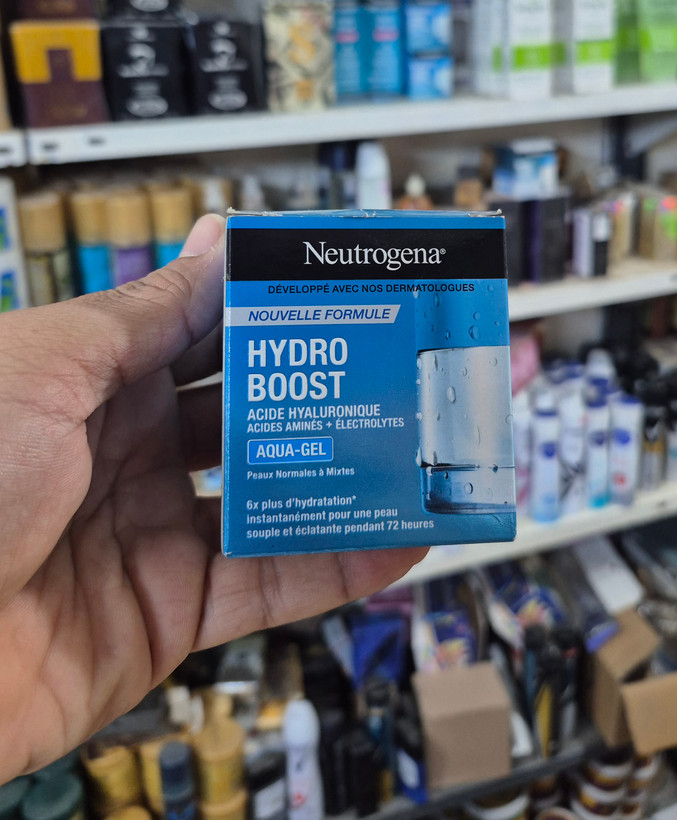 Neutrogena®
DÉVELOPPÉ AVEC NOS DERMATOLOGUES
NOUVELLE FORMULE
HYDRO
BOOST
ACIDE HYALURONIQUE
ACIDES AMINÉS + ÉLECTROLYTES
AQUA-GEL
Peaux Normales à Mixtes
6x plus d'hydratation*
instantanément pour une peau
souple et éclatante pendant 72 heures